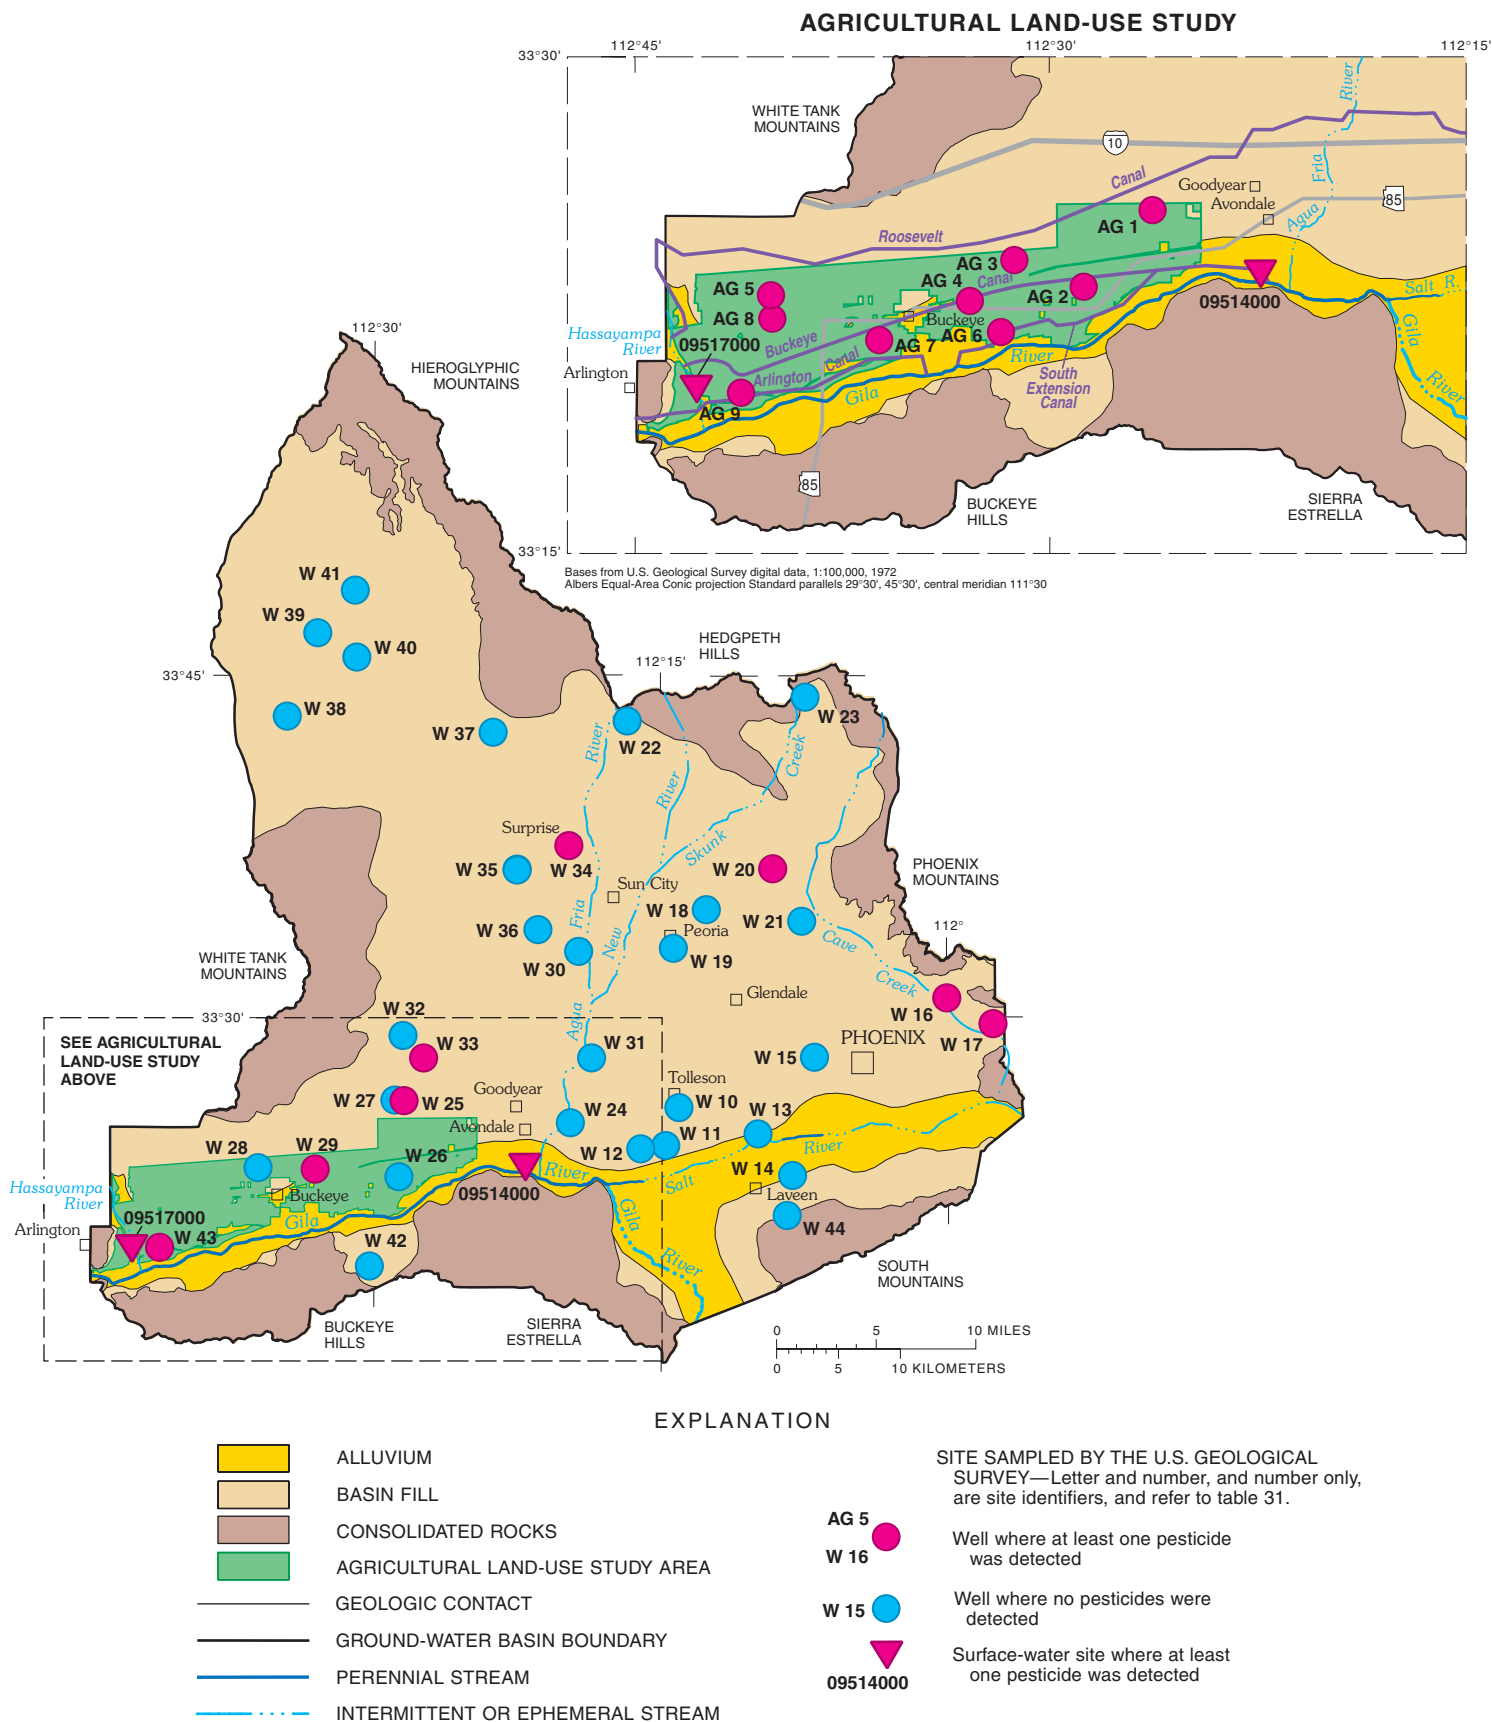 AGRICULTURAL LAND-USE STUDY
112°45'
112°30'
112°15'
33°30'
WHITE TANK
MOUNTAINS
River
10
Fria
Canal
Goodyear
Avondale
85
Agua
AG 1
Roosevelt
AG 3
Canal
AG 4
AG 5
AG 2
AG 8
09514000
Salt R.
Buckeye
Hassayampa
River
09517000
Buckeye
Canal
AG 7
AG 6
River
Gila
Arlington
Arlington
South
Extension
Canal
River
AG 9
Gila
85
BUCKEYE
HILLS
SIERRA
ESTRELLA
33°15'
Bases from U.S. Geological Survey digital data, 1:100,000, 1972
Albers Equal-Area Conic projection Standard parallels 29°30', 45°30', central meridian 111°30
112°30'
HIEROGLYPHIC
MOUNTAINS
W 41
W 39
W 40
HEDGPETH
HILLS
112°15'
33°45'
W 38
W 37
W 22
W 23
River
River
Creek
Skunk
Surprise
W 34
W 35
W 20
PHOENIX
MOUNTAINS
Sun City
W 18
W 21
W 36
Fria
New
Peoria
Cave
112°
W 30
W 19
WHITE TANK
MOUNTAINS
Creek
Glendale
W 16
W 32
33°30'
Agua
W 17
SEE AGRICULTURAL
LAND-USE STUDY
ABOVE
W 33
W 31
W 15
PHOENIX
Tolleson
Goodyear
W 27
W 25
W 10
W 24
W 13
Avondale
W 11
W 12
W 28
W 29
W 26
River
River
W 14
Salt
Hassayampa
River
Buckeye
09514000
Laveen
09517000
Gila
Gila
Arlington
W 43
W 44
W 42
River
SOUTH
MOUNTAINS
BUCKEYE
HILLS
SIERRA
ESTRELLA
0 5 10 MILES
0 5 10 KILOMETERS
EXPLANATION
ALLUVIUM
BASIN FILL
CONSOLIDATED ROCKS
AGRICULTURAL LAND-USE STUDY AREA
GEOLOGIC CONTACT
GROUND-WATER BASIN BOUNDARY
PERENNIAL STREAM
INTERMITTENT OR EPHEMERAL STREAM
SITE SAMPLED BY THE U.S. GEOLOGICAL
SURVEY—Letter and number, and number only,
are site identifiers, and refer to table 31.
AG 5
W 16
Well where at least one pesticide
was detected
W 15
Well where no pesticides were
detected
09514000
Surface-water site where at least
one pesticide was detected